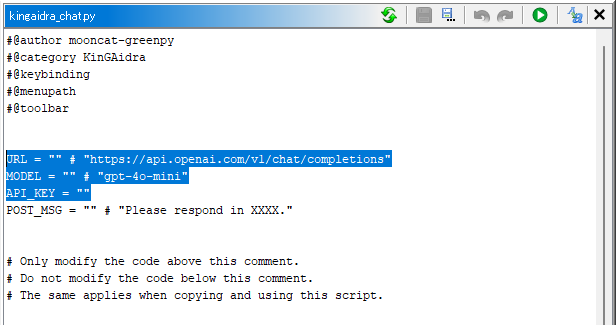 kingaidra_chat.py
#@author mooncat-greenpy
#@category KinGAidra
#@keybinding
#@menupath
#@toolbar
URL = "" # "https://api.openai.com/v1/chat/completions"
MODEL = "" # "gpt-4o-mini"
API_KEY = ""
POST_MSG = "" # "Please respond in XXXX."
# Only modify the code above this comment.
# Do not modify the code below this comment.
# The same applies when copying and using this script.